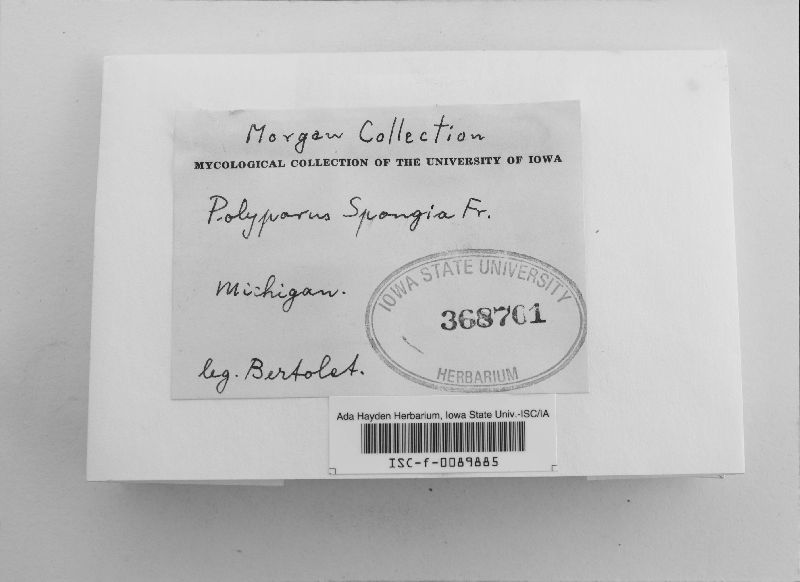 Morgan Collection
MYCOLOGICAL COLLECTION OF THE UNIVERSITY OF IOWA
Polyporus Spongia Fr.
Michigan.
leg. Bertolet.
IOWA STATE UNIVERSITY
368701
HERBARIUM
Ada Hayden Herbarium, Iowa State Univ.-ISC/IA
ISC-f-0089885